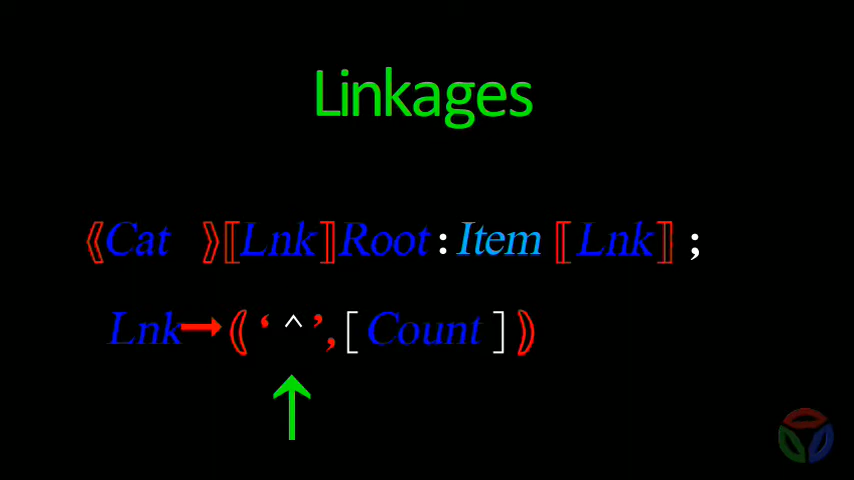 Linkages
⟪Cat ⟫⟦Lnk⟧Root:Item ⟦Lnk⟧ ;
Lnk→⸨‘^’,[Count]⸩